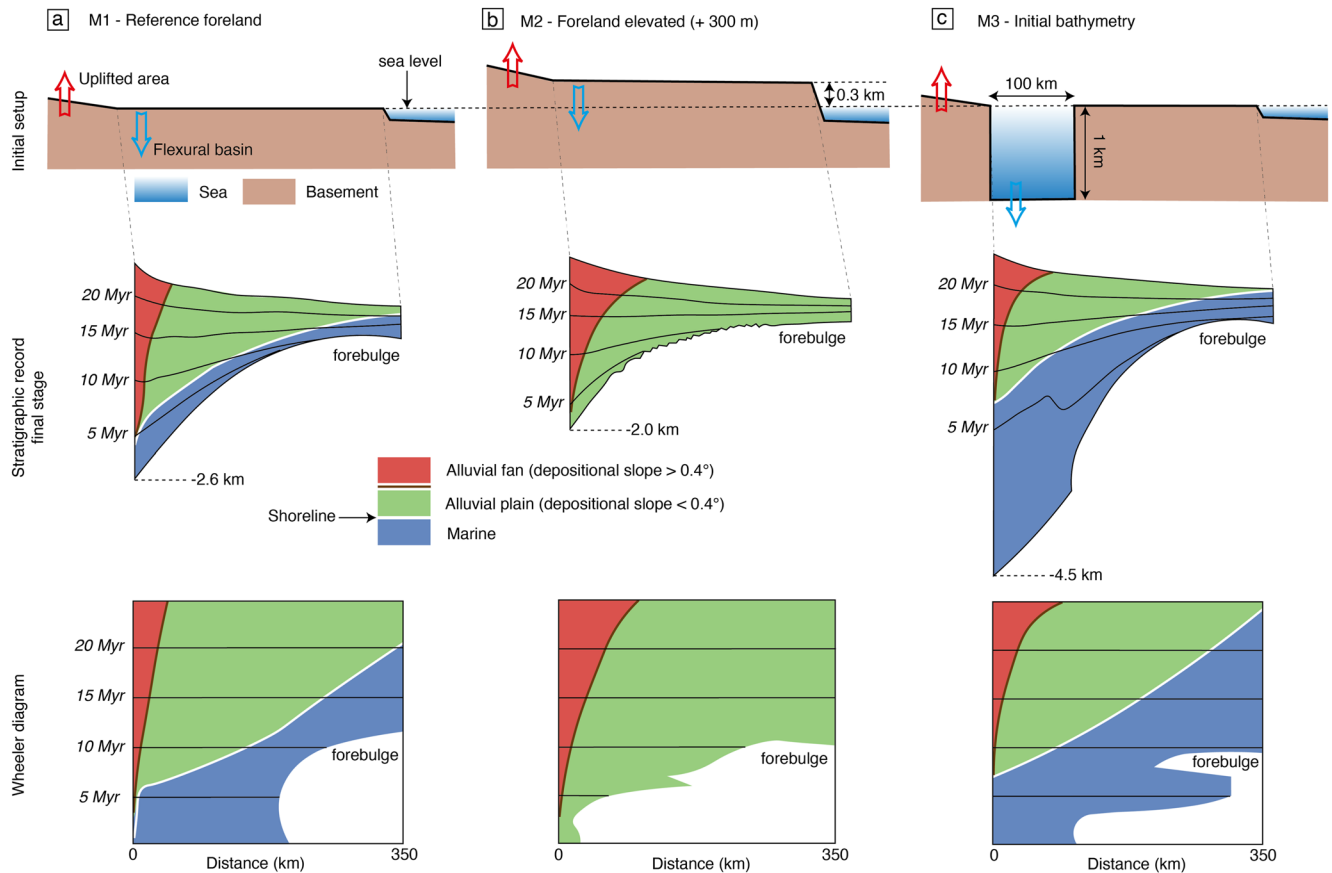 a M1 - Reference foreland
b M2 - Foreland elevated (+ 300 m)
c M3 - Initial bathymetry
Initial setup
Uplifted area
sea level
Flexural basin
Sea
Basement
0.3 km
100 km
1 km
Stratigraphic record
final stage
20 Myr
15 Myr
10 Myr
5 Myr
forebulge
-2.6 km
20 Myr
15 Myr
10 Myr
5 Myr
forebulge
-2.0 km
20 Myr
15 Myr
10 Myr
5 Myr
forebulge
-4.5 km
Alluvial fan (depositional slope > 0.4°)
Alluvial plain (depositional slope < 0.4°)
Shoreline
Marine
Wheeler diagram
20 Myr
15 Myr
10 Myr
5 Myr
forebulge
0
Distance (km)
350
forebulge
0
Distance (km)
350
forebulge
0
Distance (km)
350